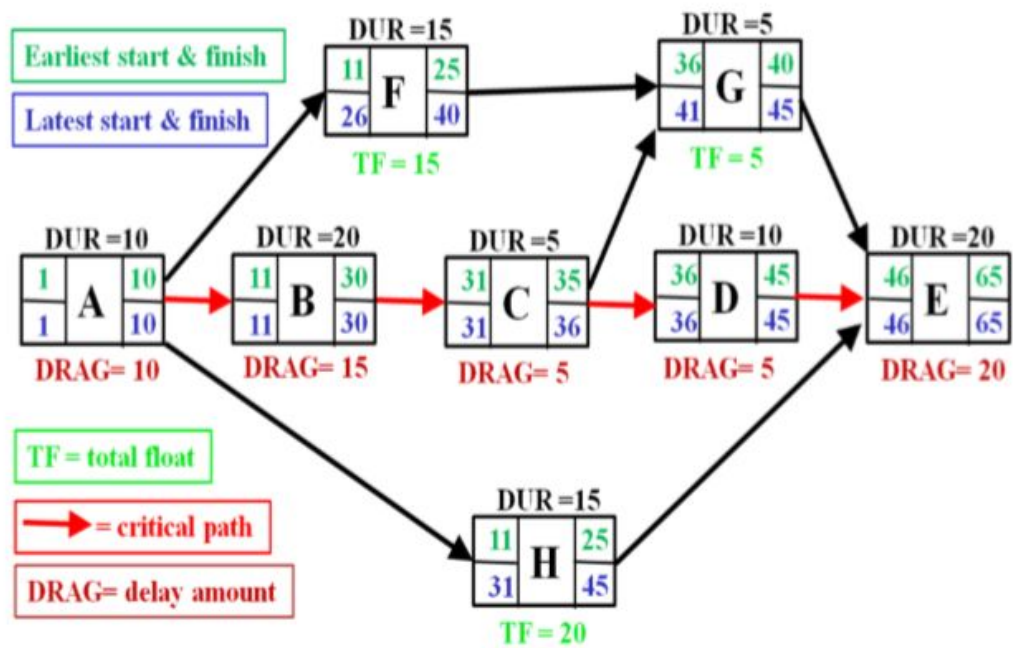 DUR =15
DUR =5
Earliest start & finish
11 F 25
26 40
36 G 40
41 45
Latest start & finish
TF = 15
TF = 5
DUR =10
DUR =20
DUR =5
DUR =10
DUR =20
1 A 10
1 10
11 B 30
11 30
31 C 35
31 36
36 D 45
36 45
46 E 65
46 65
DRAG= 10
DRAG= 15
DRAG= 5
DRAG= 5
DRAG= 20
TF = total float
DUR =15
= critical path
11 H 25
31 45
DRAG= delay amount
TF = 20